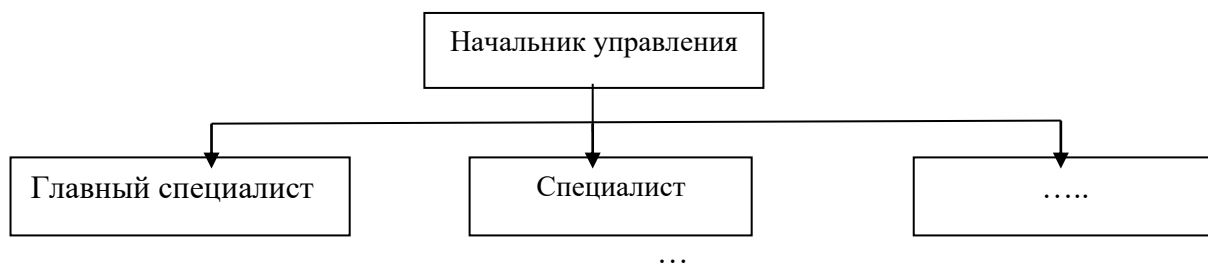 Начальник управления
Главный специалист
Специалист
…..
…